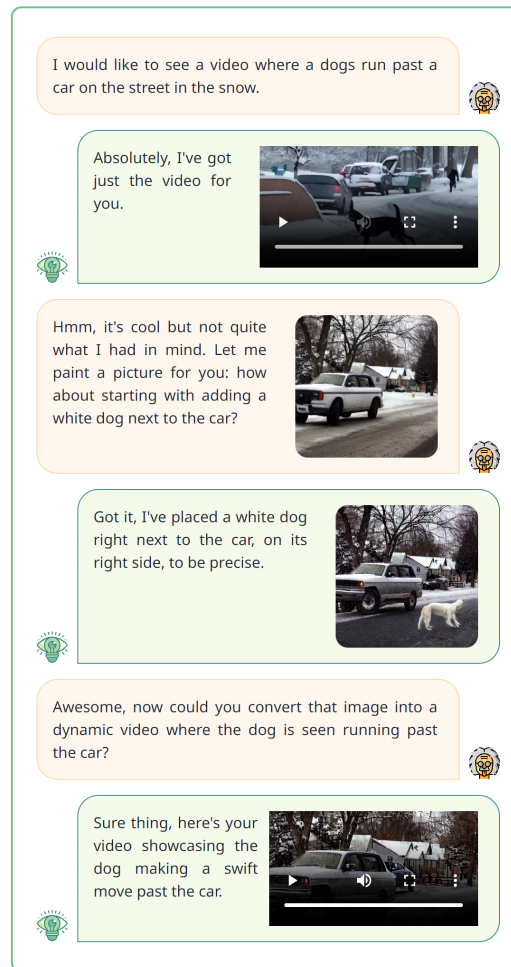 I would like to see a video where a dogs run past a
car on the street in the snow.
Absolutely, I've got
just the video for
you.
Hmm, it's cool but not quite
what I had in mind. Let me
paint a picture for you: how
about starting with adding a
white dog next to the car?
Got it, I've placed a white dog
right next to the car, on its
right side, to be precise.
Awesome, now could you convert that image into a
dynamic video where the dog is seen running past
the car?
Sure thing, here's your
video showcasing the
dog making a swift
move past the car.